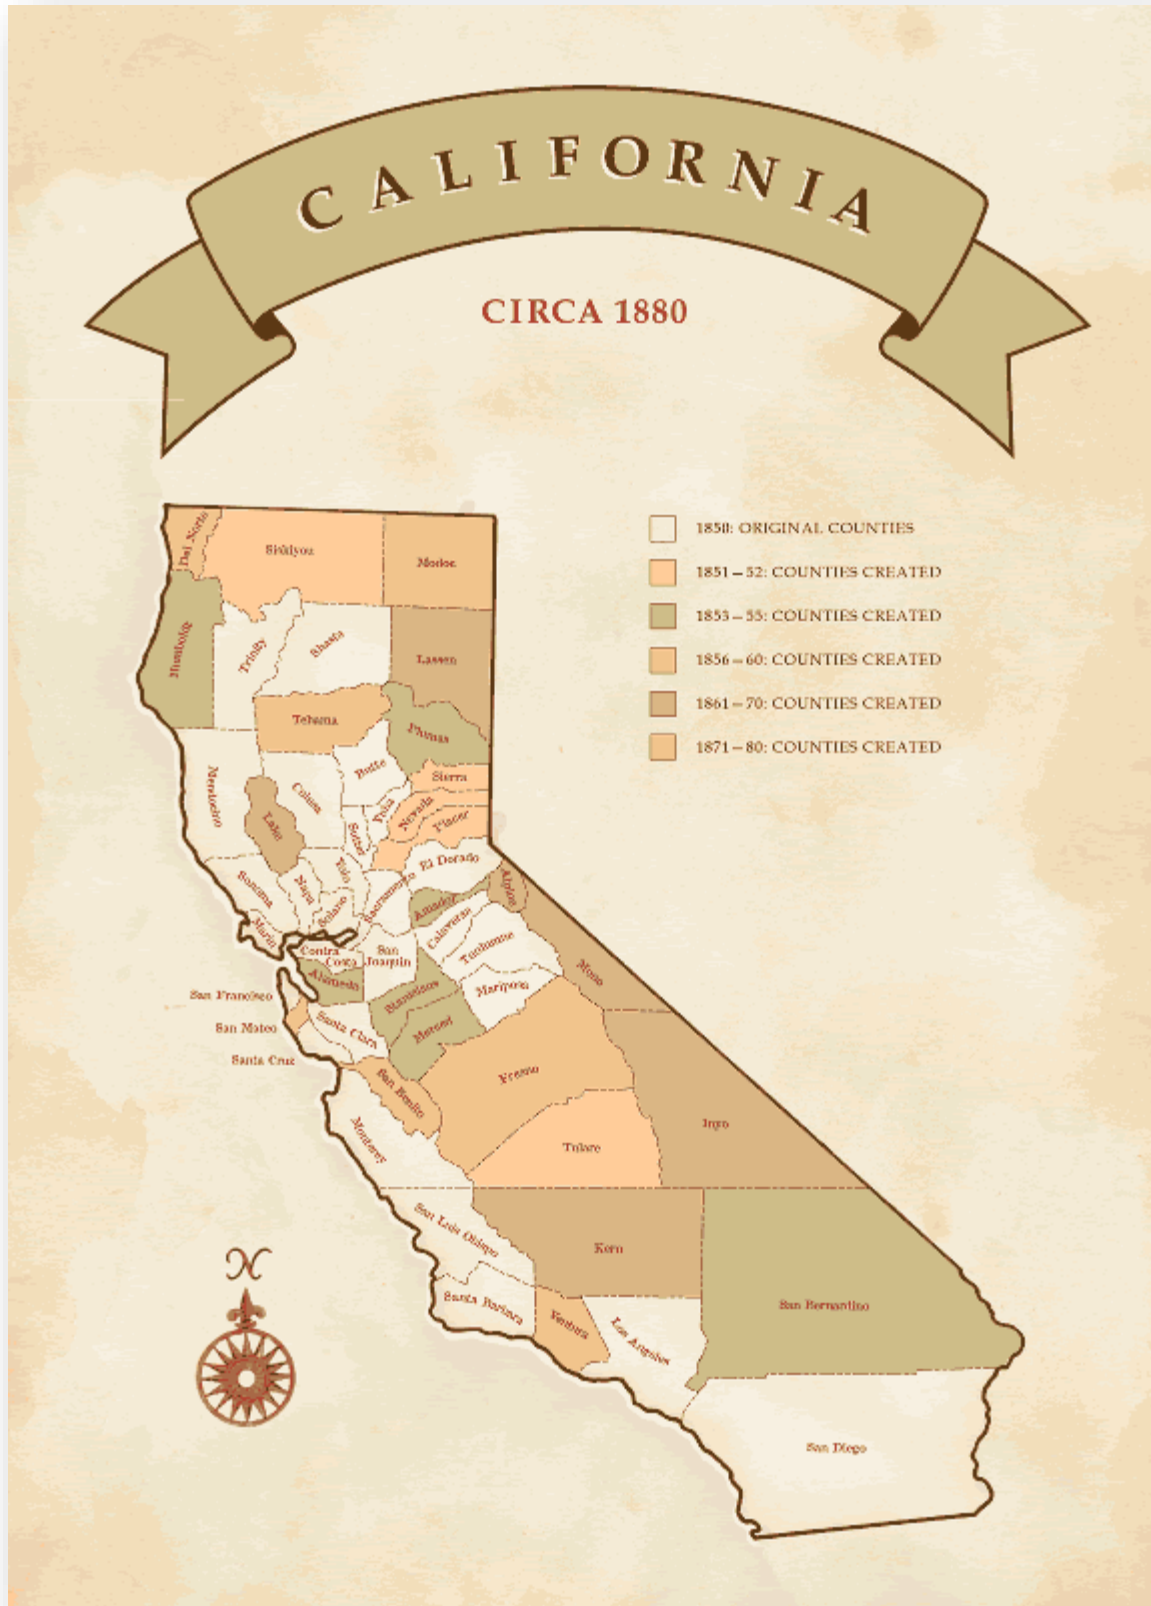 CALIFORNIA
CIRCA 1880
1850: ORIGINAL COUNTIES
1851–52: COUNTIES CREATED
1853–55: COUNTIES CREATED
1856–60: COUNTIES CREATED
1861–70: COUNTIES CREATED
1871–80: COUNTIES CREATED
Del Norte
Siskiyou
Modoc
Humboldt
Trinity
Shasta
Lassen
Tehama
Plumas
Mendocino
Colusa
Butte
Sierra
Lake
Sutter
Yuba
Nevada
Placer
Sonoma
Napa
Yolo
Solano
Sacramento
El Dorado
Amador
Alpine
Marin
Contra
Costa
San
Joaquin
Calaveras
Tuolumne
Mono
Alameda
Stanislaus
Mariposa
San Francisco
San Mateo
Santa Cruz
Santa Clara
Merced
San Benito
Fresno
Monterey
Tulare
Inyo
San Luis Obispo
Kern
Santa Barbara
Ventura
Los Angeles
San Bernardino
San Diego
N